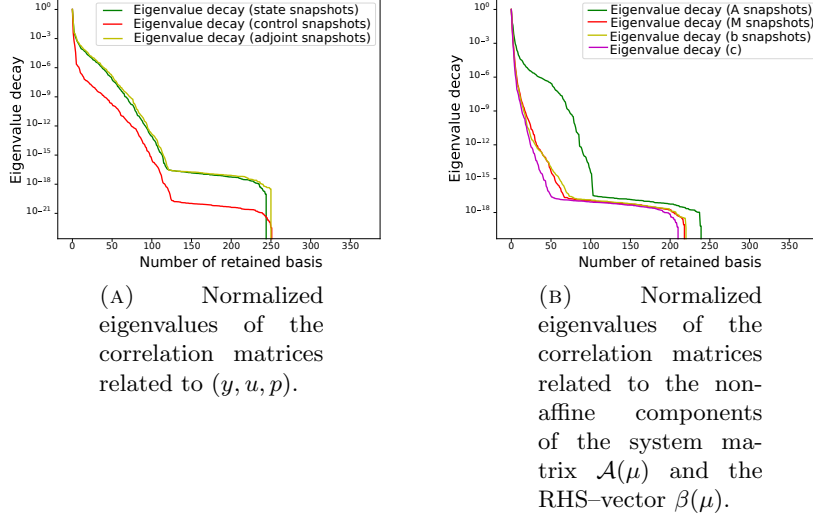 Eigenvalue decay (state snapshots)
Eigenvalue decay (control snapshots)
Eigenvalue decay (adjoint snapshots)
10⁰
10⁻³
10⁻⁶
10⁻⁹
10⁻¹²
10⁻¹⁵
10⁻¹⁸
10⁻²¹
Eigenvalue decay
0 50 100 150 200 250 300 350
Number of retained basis
(A) Normalized
eigenvalues of the
correlation matrices
related to (y, u, p).
Eigenvalue decay (A snapshots)
Eigenvalue decay (M snapshots)
Eigenvalue decay (b snapshots)
Eigenvalue decay (c)
10⁰
10⁻³
10⁻⁶
10⁻⁹
10⁻¹²
10⁻¹⁵
10⁻¹⁸
Eigenvalue decay
0 50 100 150 200 250 300 350
Number of retained basis
(B) Normalized
eigenvalues of the
correlation matrices
related to the non-
affine components
of the system ma-
trix 𝒜(μ) and the
RHS–vector β(μ).